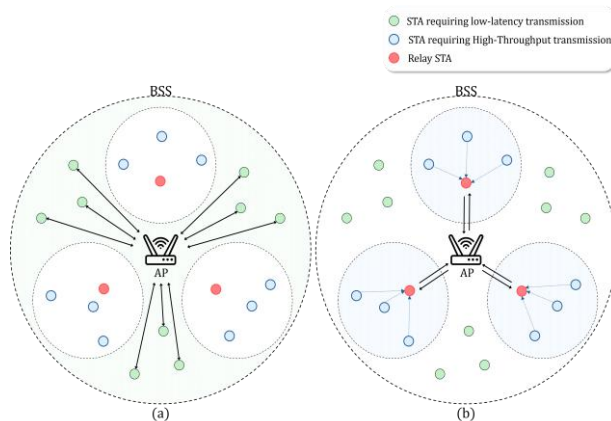 STA requiring low-latency transmission
STA requiring High-Throughput transmission
Relay STA
BSS
BSS
AP
AP
(a)
(b)